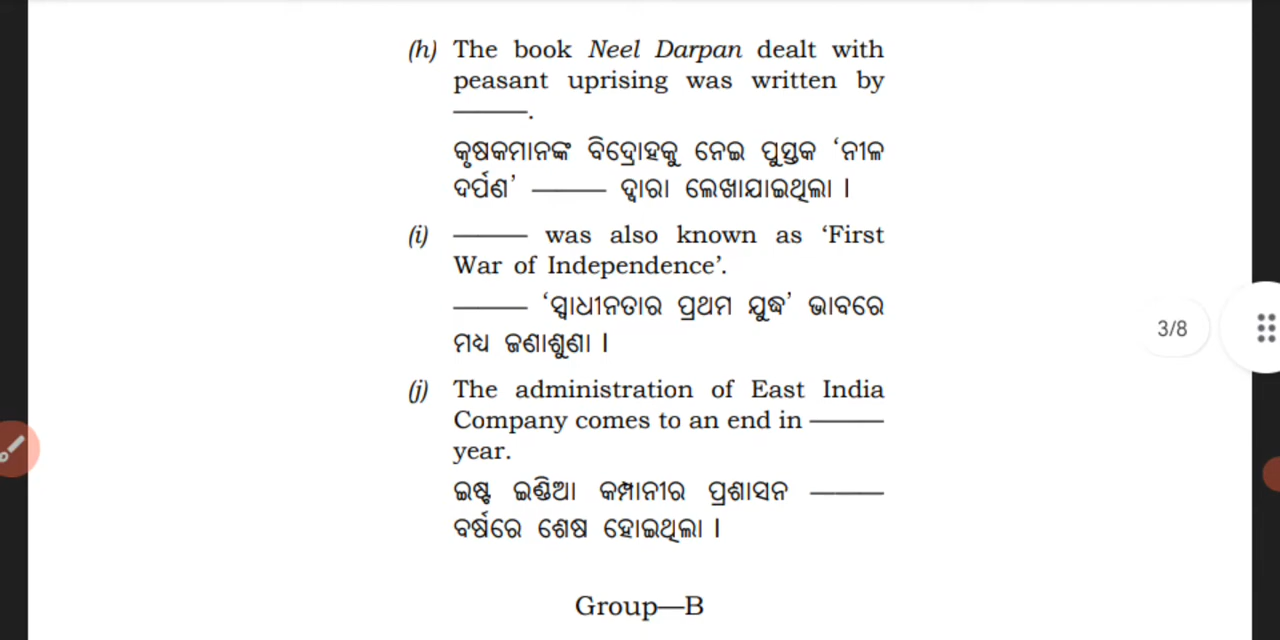 (h) The book Neel Darpan dealt with
peasant uprising was written by
———.
କୃଷକମାନଙ୍କ ବିଦ୍ରୋହକୁ ନେଇ ପୁସ୍ତକ ‘ନୀଳ
ଦର୍ପଣ’ ——— ଦ୍ୱାରା ଲେଖାଯାଇଥିଲା ।
(i) ——— was also known as ‘First
War of Independence’.
——— ‘ସ୍ୱାଧୀନତାର ପ୍ରଥମ ଯୁଦ୍ଧ’ ଭାବରେ
ମଧ୍ୟ ଜଣାଶୁଣା ।
3/8
(j) The administration of East India
Company comes to an end in ———
year.
ଇଷ୍ଟ ଇଣ୍ଡିଆ କମ୍ପାନୀର ପ୍ରଶାସନ ———
ବର୍ଷରେ ଶେଷ ହୋଇଥିଲା ।
Group—B